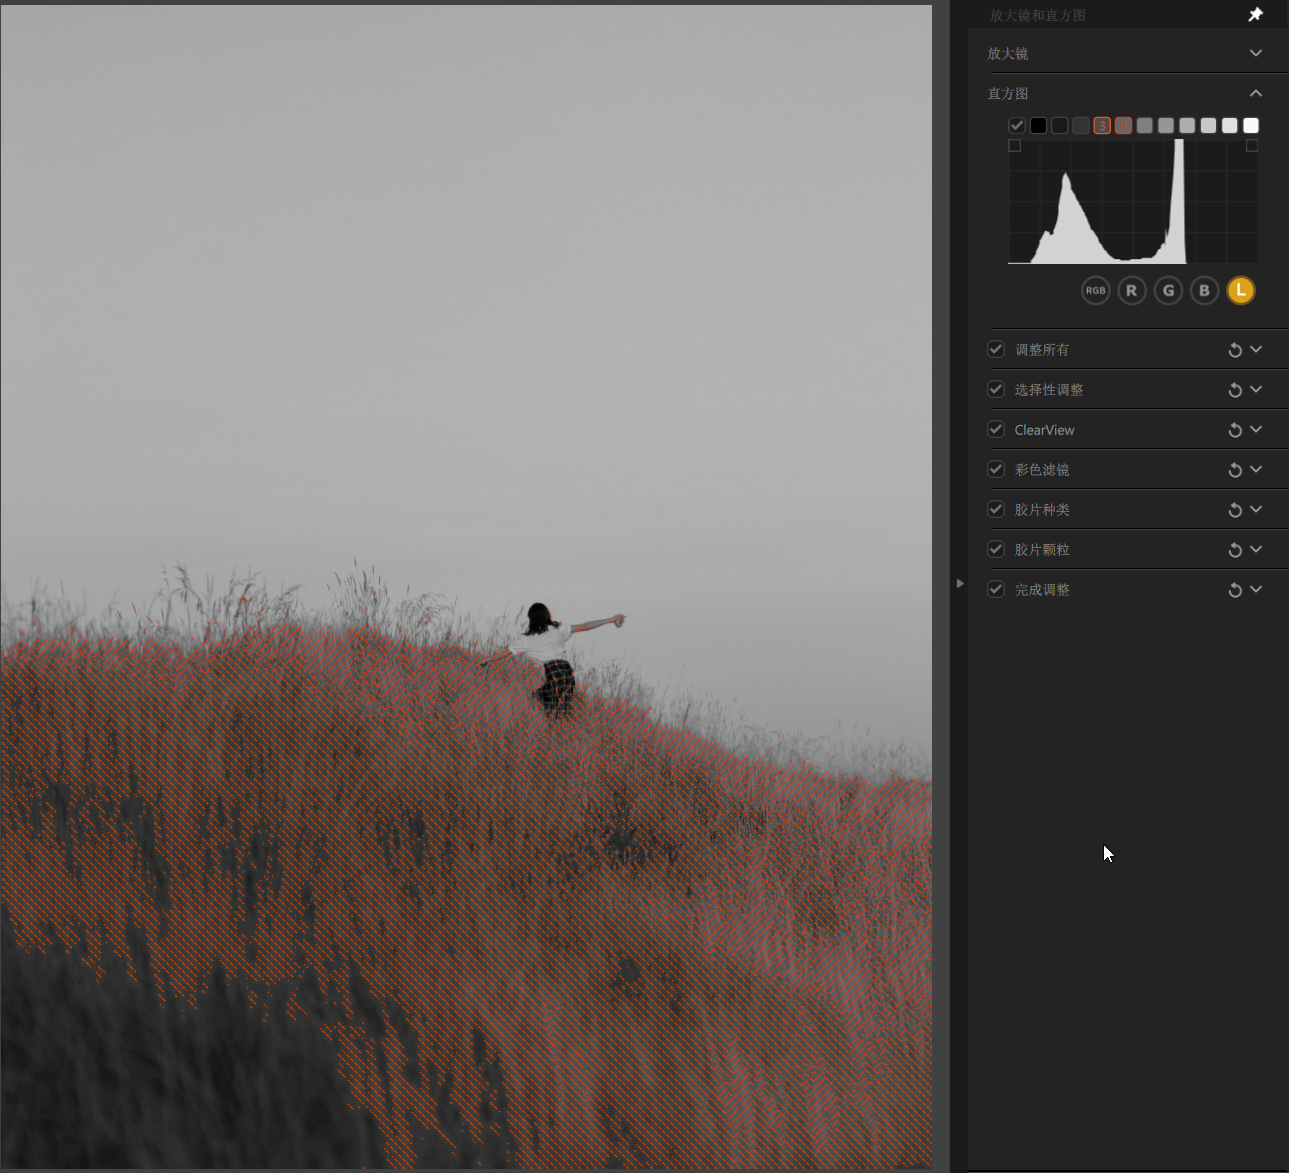 放大镜和直方图
放大镜
直方图
3 4
RGB R G B L
调整所有
选择性调整
ClearView
彩色滤镜
胶片种类
胶片颗粒
完成调整